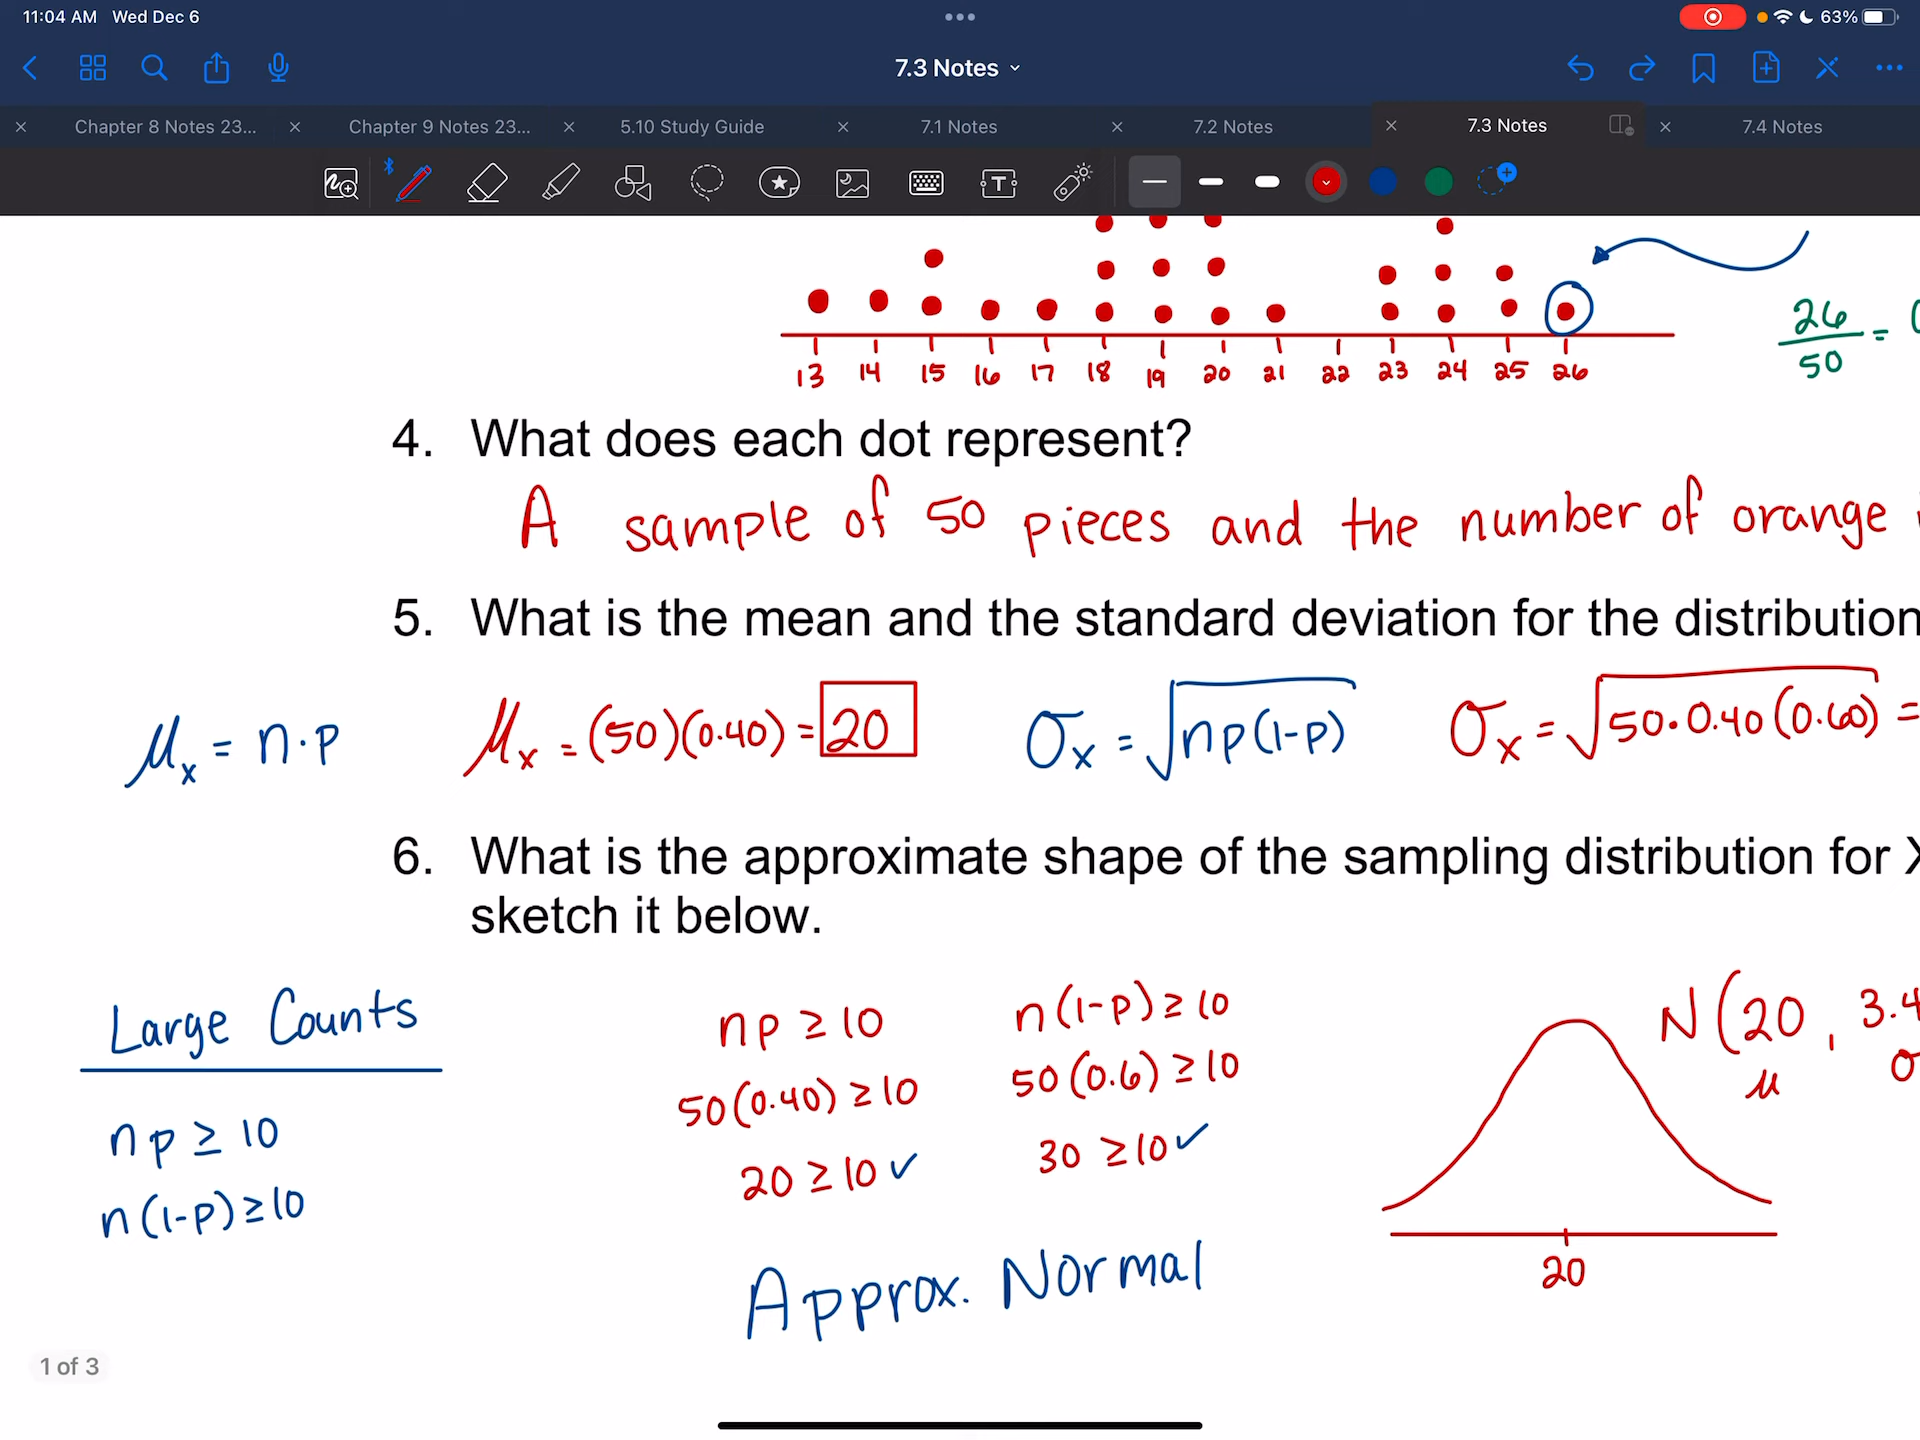 11:04 AM Wed Dec 6
63%
7.3 Notes
Chapter 8 Notes 23...
Chapter 9 Notes 23...
5.10 Study Guide
7.1 Notes
7.2 Notes
7.3 Notes
7.4 Notes
13 14 15 16 17 18 19 20 21 22 23 24 25 26
26/50 =
4. What does each dot represent?
A sample of 50 pieces and the number of orange
5. What is the mean and the standard deviation for the distribution
μx = n·p
μx = (50)(0.40) = 20
σx = √np(1-p)
σx = √50•0.40(0.60) =
6. What is the approximate shape of the sampling distribution for X
sketch it below.
Large Counts
np ≥ 10
n(1-p) ≥ 10
np ≥ 10
50(0.40) ≥ 10
20 ≥ 10 ✓
n(1-p) ≥ 10
50(0.6) ≥ 10
30 ≥ 10 ✓
Approx. Normal
N(20, 3.4
μ σ
20
1 of 3